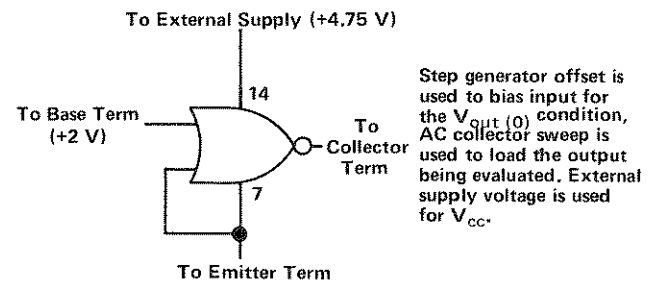 To External Supply (+4.75 V)
14
To Base Term
(+2 V)
To
Collector
Term
7
To Emitter Term
Step generator offset is
used to bias input for
the Vout (0) condition,
AC collector sweep is
used to load the output
being evaluated. External
supply voltage is used
for Vcc.